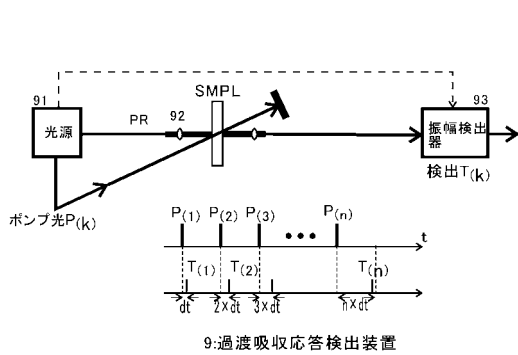 SMPL
91
光源
PR
92
93
振幅検出
器
検出T(k)
ポンプ光P(k)
P(1) P(2) P(3) ••• P(n)
t
T(1) T(2) T(n)
dt 2×dt 3×dt n×dt
9:過渡吸収応答検出装置